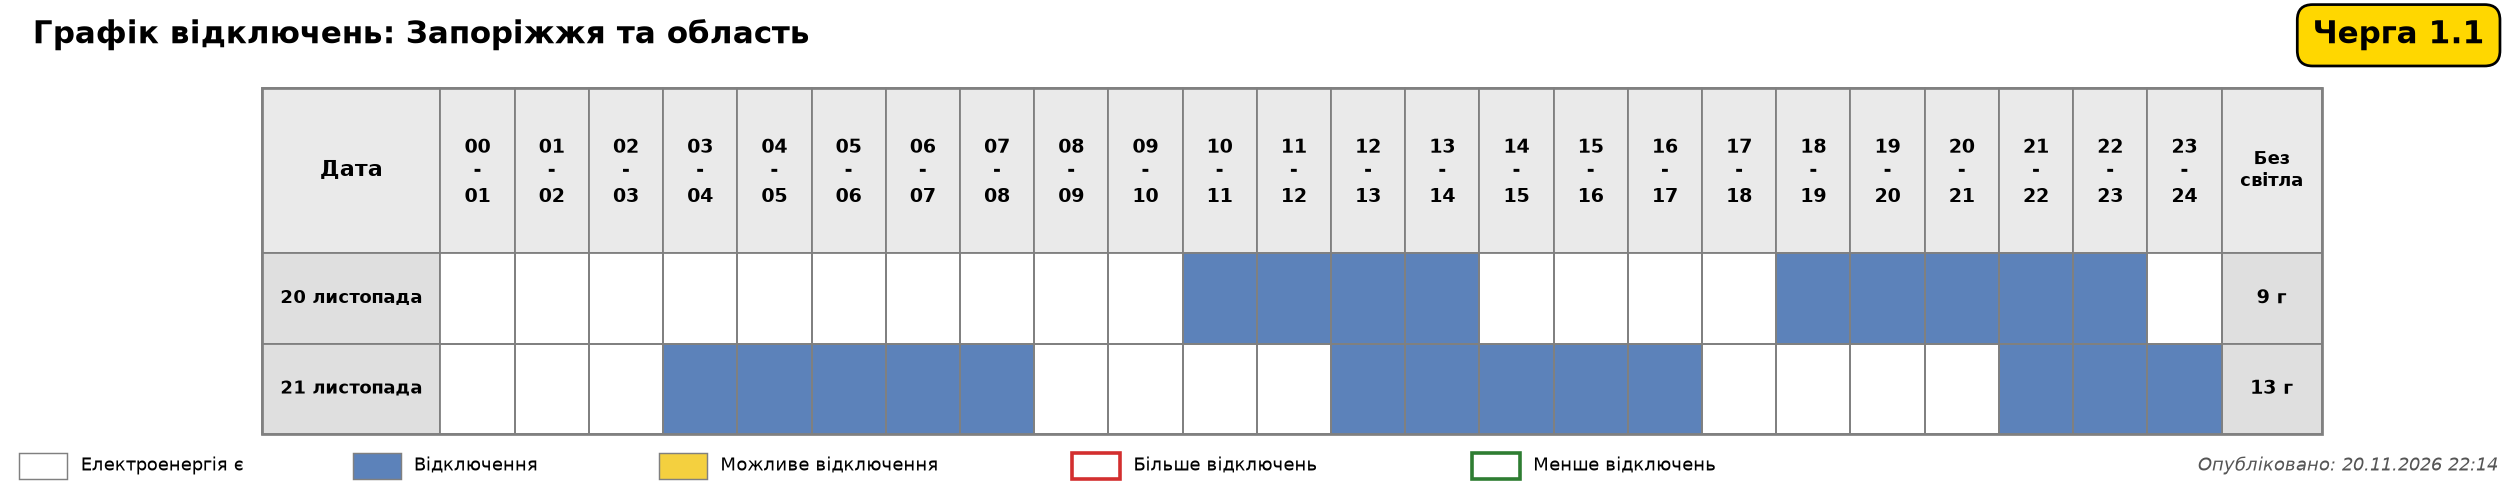 Графік відключень: Запоріжжя та область
Черга 1.1
Дата 00 - 01 01 - 02 02 - 03 03 - 04 04 - 05 05 - 06 06 - 07 07 - 08 08 - 09 09 - 10 10 - 11 11 - 12 12 - 13 13 - 14 14 - 15 15 - 16 16 - 17 17 - 18 18 - 19 19 - 20 20 - 21 21 - 22 22 - 23 23 - 24 Без світла
20 листопада 9 г
21 листопада 13 г
Електроенергія є Відключення Можливе відключення Більше відключень Менше відключень Опубліковано: 20.11.2026 22:14